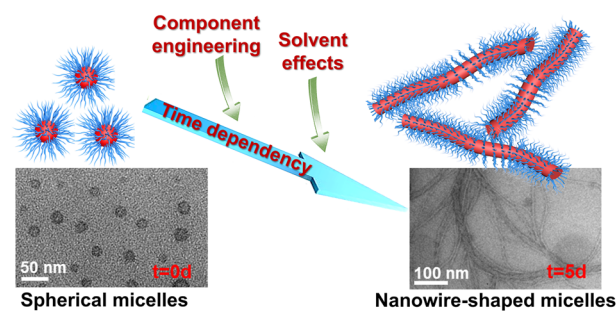 Component
engineering
Solvent
effects
Time dependency
50 nm
t=0d
100 nm
t=5d
Spherical micelles
Nanowire-shaped micelles